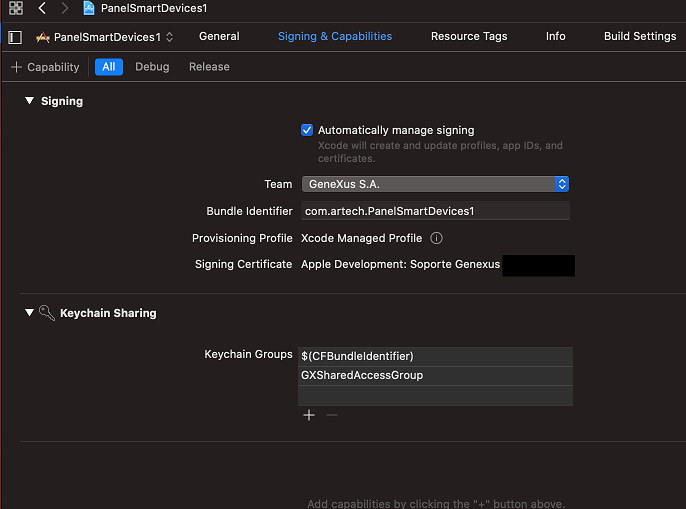 PanelSmartDevices1
PanelSmartDevices1 General Signing & Capabilities Resource Tags Info Build Settings
+ Capability All Debug Release
Signing
Automatically manage signing
Xcode will create and update profiles, app IDs, and
certificates.
Team GeneXus S.A.
Bundle Identifier com.artech.PanelSmartDevices1
Provisioning Profile Xcode Managed Profile
Signing Certificate Apple Development: Soporte Genexus
Keychain Sharing
Keychain Groups $(CFBundleIdentifier)
GXSharedAccessGroup
Add capabilities by clicking the "+" button above.